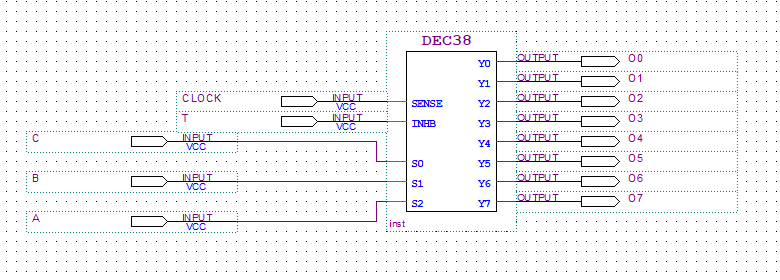 DEC38
Y0 OUTPUT O0
Y1 OUTPUT O1
CLOCK INPUT VCC SENSE Y2 OUTPUT O2
T INPUT VCC INHB Y3 OUTPUT O3
C INPUT VCC Y4 OUTPUT O4
S0 Y5 OUTPUT O5
B INPUT VCC S1 Y6 OUTPUT O6
A INPUT VCC S2 Y7 OUTPUT O7
inst